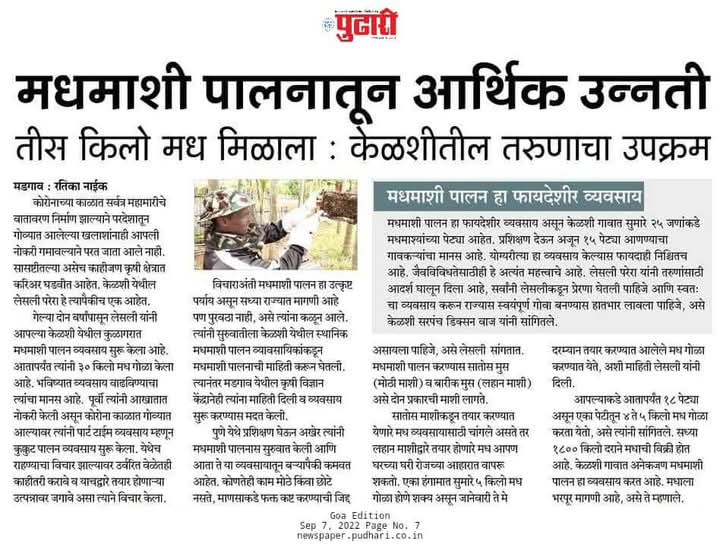 पुढारी
मधमाशी पालनातून आर्थिक उन्नती
तीस किलो मध मिळाला : केळशीतील तरुणाचा उपक्रम
मडगाव : रतिका नाईक
कोरोनाच्या काळात सर्वत्र महामारीचे
वातावरण निर्माण झाल्याने परदेशातून
गोव्यात आलेल्या खलाशांनाही आपली
नोकरी गमावल्याने परत जाता आले नाही.
सासष्टीतल्या असेच काहीजण कृषी क्षेत्रात
करिअर घडवीत आहेत. केळशी येथील
लेसली परेरा हे त्यापैकीच एक आहेत.
गेल्या दोन वर्षांपासून लेसली यांनी
आपल्या केळशी येथील कुळागरात
मधमाशी पालन व्यवसाय सुरू केला आहे.
आतापर्यंत त्यांनी ३० किलो मध गोळा केला
आहे. भविष्यात व्यवसाय वाढविण्याचा
त्यांचा मानस आहे. पूर्वी त्यांनी आखातात
नोकरी केली असून कोरोना काळात गोव्यात
आल्यावर त्यांनी पार्ट टाईम व्यवसाय म्हणून
कुकुट पालन व्यवसाय सुरू केला. येथेच
राहण्याचा विचार झाल्यावर उर्वरित वेळेतही
काहीतरी करावे व याचद्वारे तयार होणाऱ्या
उत्पन्नावर जगावे असा त्याने विचार केला.
विचाराअंती मधमाशी पालन हा उत्कृष्ट
पर्याय असून सध्या राज्यात मागणी आहे
पण पुरवठा नाही, असे त्यांना कळून आले.
त्यांनी सुरुवातीला केळशी येथील स्थानिक
मधमाशी पालन व्यावसायिकांकडून
मधमाशी पालनाची माहिती करून घेतली.
त्यानंतर मडगाव येथील कृषी विज्ञान
केंद्रानेही त्यांना माहिती दिली व व्यवसाय
सुरू करण्यास मदत केली.
पुणे येथे प्रशिक्षण घेऊन अखेर त्यांनी
मधमाशी पालनास सुरुवात केली आणि
आता ते या व्यवसायातून बऱ्यापैकी कमवत
आहेत. कोणतेही काम मोठे किंवा छोटे
नसते, माणसाकडे फक्त कष्ट करण्याची जिद्द
मधमाशी पालन हा फायदेशीर व्यवसाय
मधमाशी पालन हा फायदेशीर व्यवसाय असून केळशी गावात सुमारे २५ जणांकडे
मधमाश्यांच्या पेट्या आहेत. प्रशिक्षण देऊन अजून १५ पेट्या आणण्याचा
गावकऱ्यांचा मानस आहे. योग्यरीत्या हा व्यवसाय केल्यास फायदाही निश्चितच
आहे. जैवविविधतेसाठीही हे अत्यंत महत्त्वाचे आहे. लेसली परेरा यांनी तरुणांसाठी
आदर्श घालून दिला आहे, सर्वांनी लेसलीकडून प्रेरणा घेतली पाहिजे आणि स्वतः
चा व्यवसाय करून राज्यास स्वयंपूर्ण गोवा बनण्यास हातभार लावला पाहिजे, असे
केळशी सरपंच डिक्सन वाज यांनी सांगितले.
असायला पाहिजे, असे लेसली सांगतात.
मधमाशी पालन करण्यास सातोस मुस
(मोठी माशी) व बारीक मुस (लहान माशी)
असे दोन प्रकारची माशी लागते.
सातोस माशीकडून तयार करण्यात
येणारे मध व्यवसायासाठी चांगले असते तर
लहान माशीद्वारे तयार होणारे मध आपण
घरच्या घरी रोजच्या आहारात वापरू
शकतो. एका हंगामात सुमारे ५ किलो मध
गोळा होणे शक्य असून जानेवारी ते मे
दरम्यान तयार करण्यात आलेले मध गोळा
करण्यात येते, अशी माहिती लेसली यांनी
दिली.
आपल्याकडे आतापर्यंत १८ पेट्या
असून एका पेटीतून ४ ते ५ किलो मध गोळा
करता येतो, असे त्यांनी सांगितले. सध्या
१८०० किलो दराने मधाची विक्री होत
आहे. केळशी गावात अनेकजण मधमाशी
पालन हा व्यवसाय करत आहे. मधाला
भरपूर मागणी आहे, असे ते म्हणाले.
Goa Edition
Sep 7, 2022 Page No. 7
newspaper.pudhari.co.in